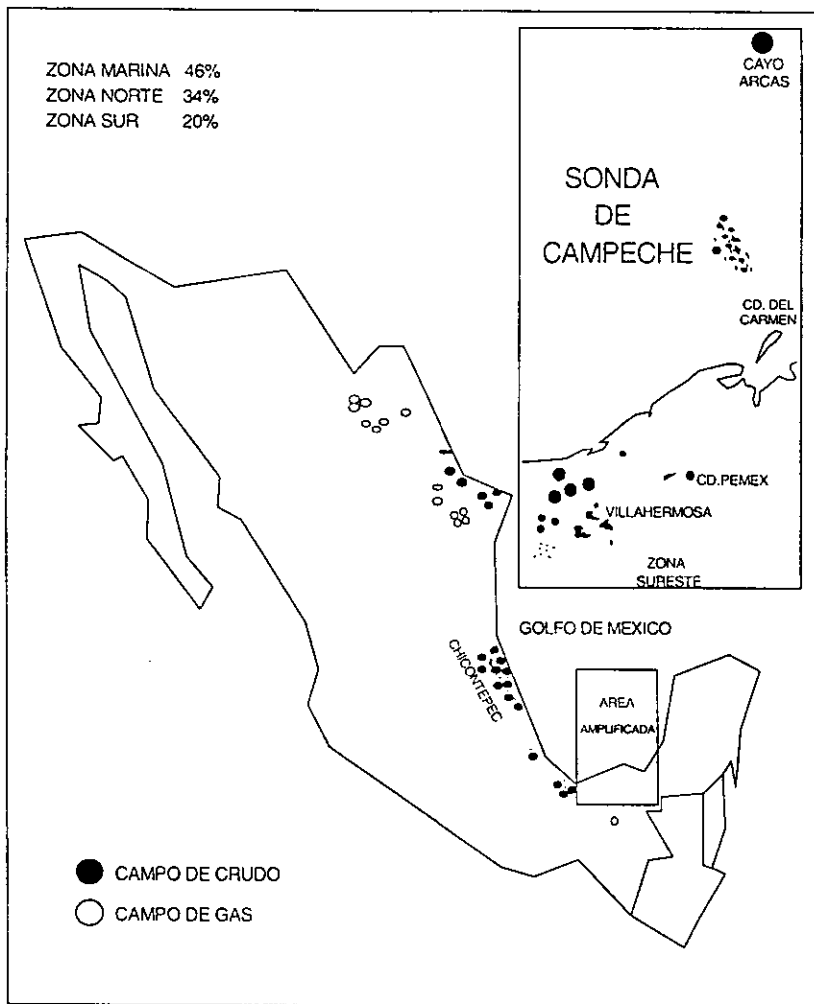 ZONA MARINA 46%
ZONA NORTE 34%
ZONA SUR 20%
CAYO
ARCAS
SONDA
DE
CAMPECHE
CD. DEL
CARMEN
CD.PEMEX
VILLAHERMOSA
ZONA
SURESTE
GOLFO DE MEXICO
CHICONTEPEC
AREA
AMPLIFICADA
CAMPO DE CRUDO
CAMPO DE GAS